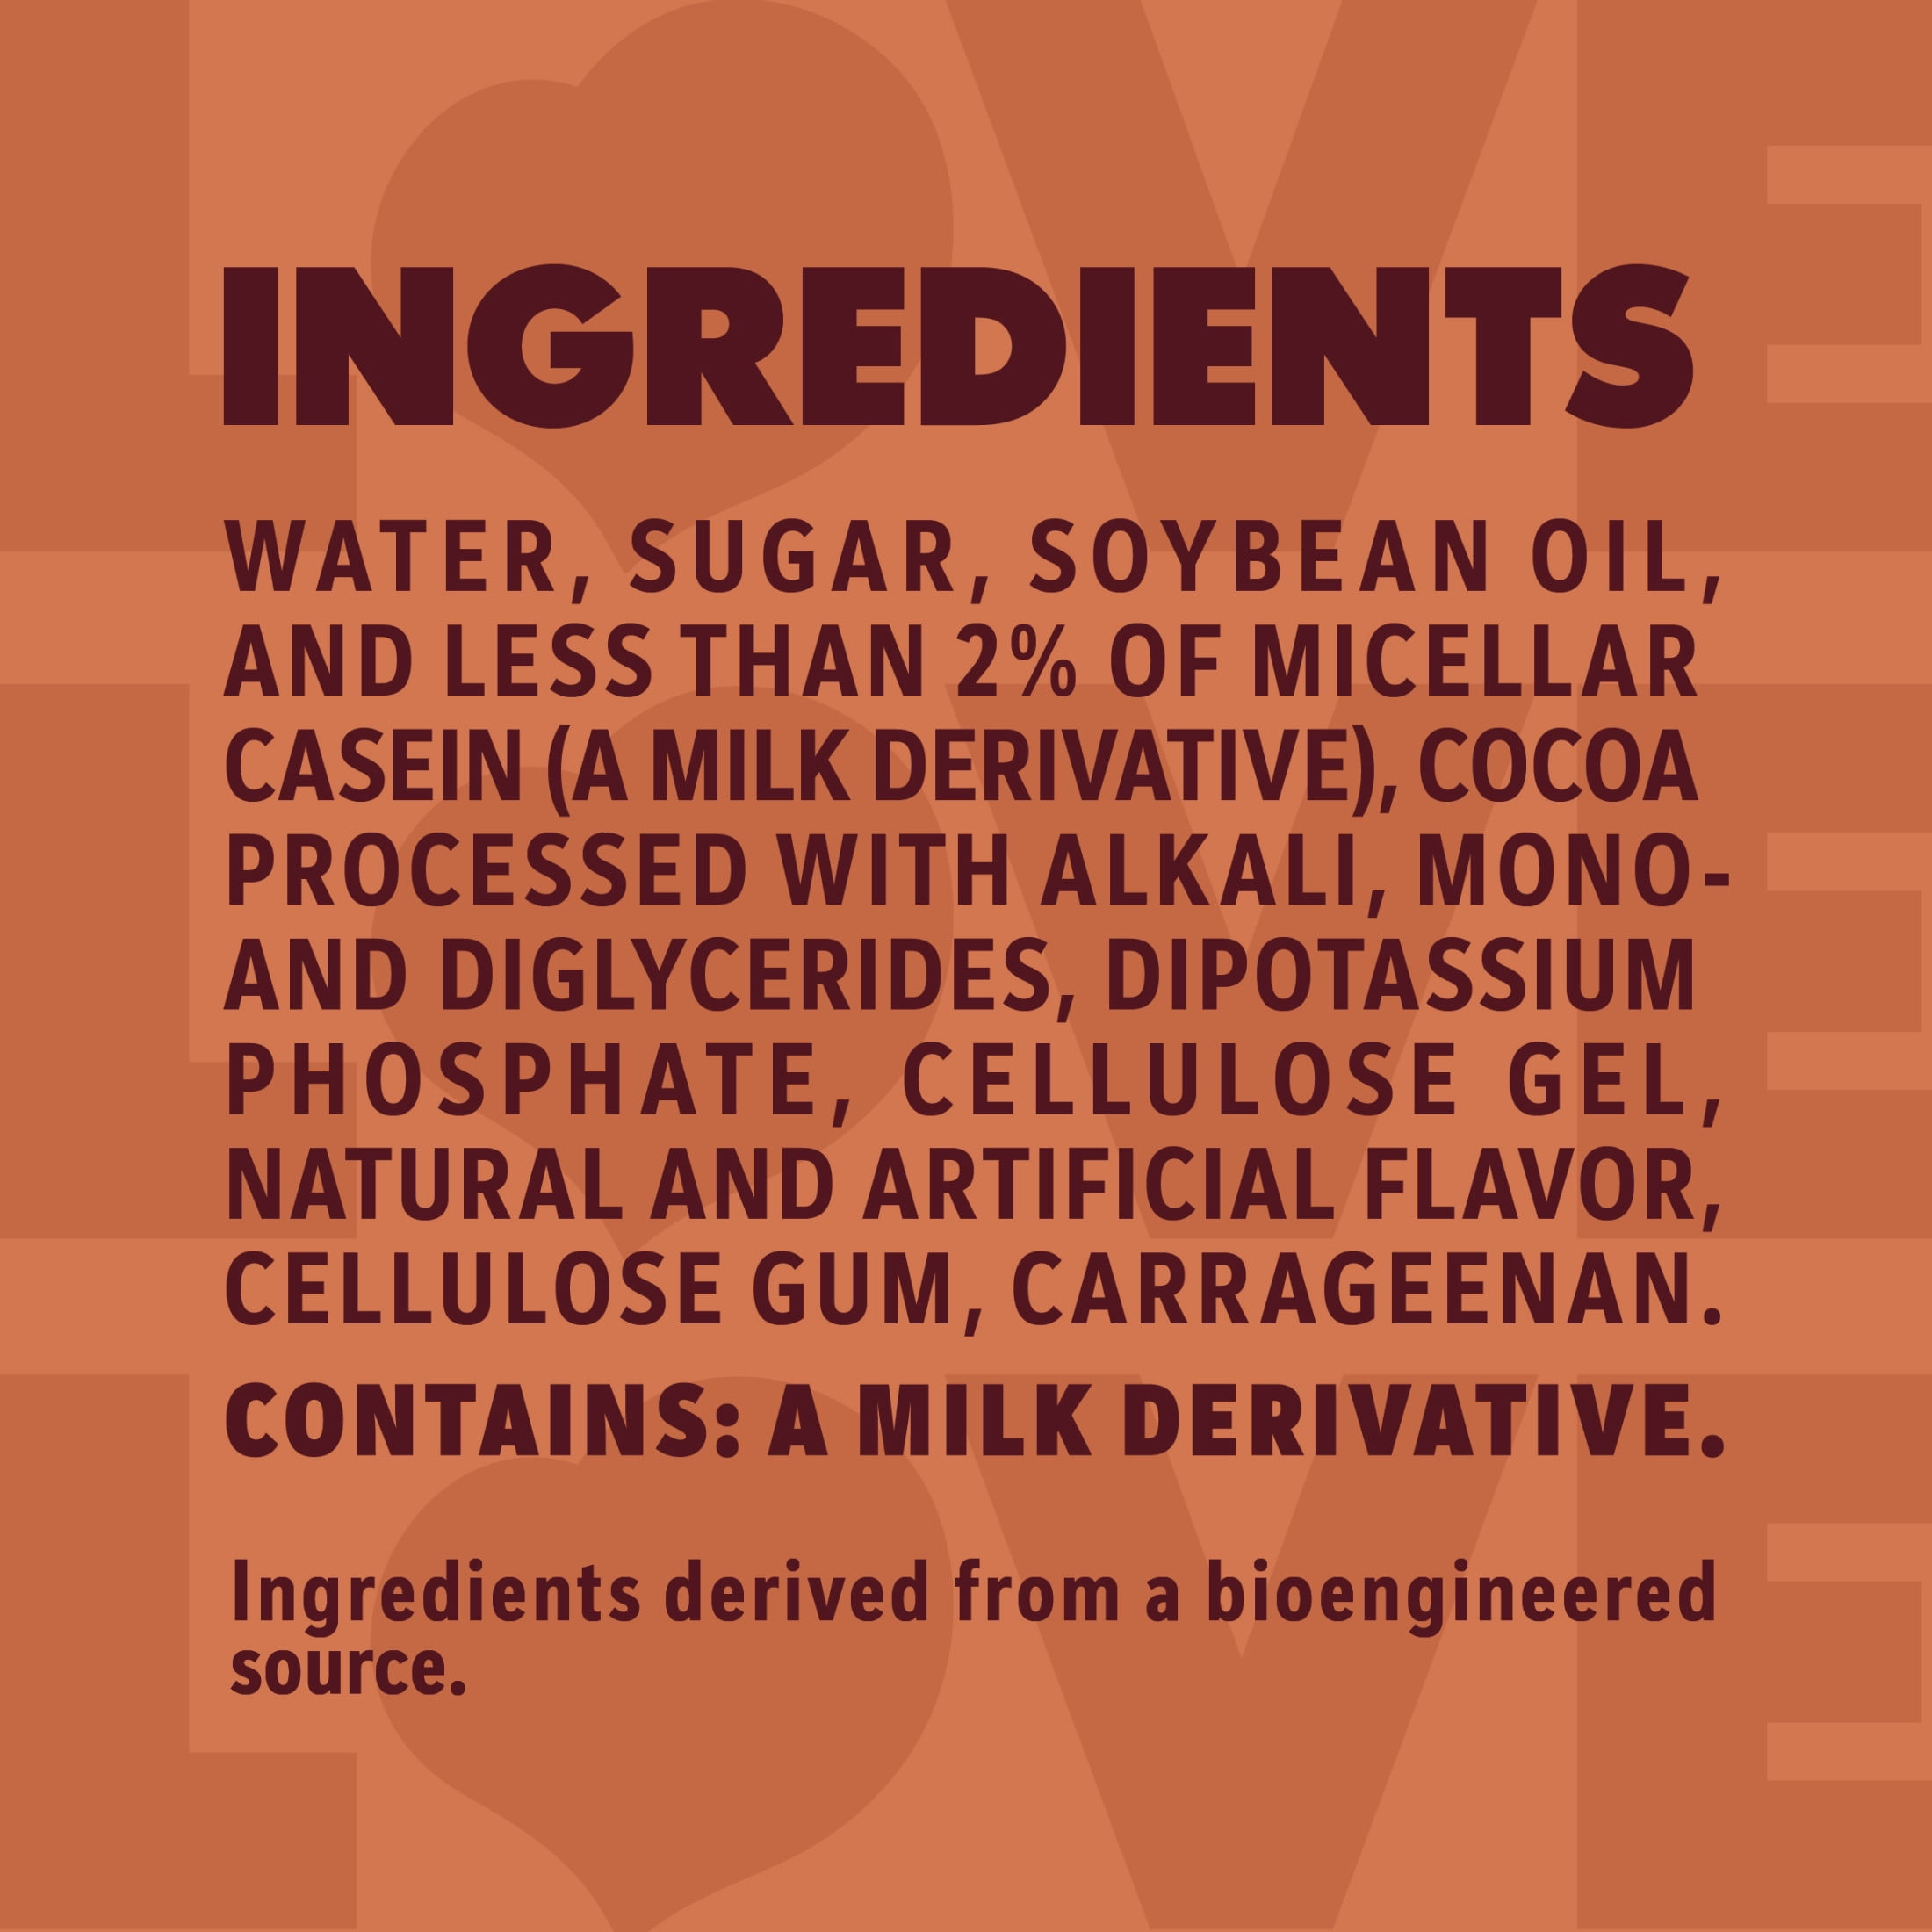 INGREDIENTS
WATER, SUGAR, SOYBEAN OIL,
AND LESS THAN 2% OF MICELLAR
CASEIN (A MILK DERIVATIVE), COCOA
PROCESSED WITH ALKALI, MONO-
AND DIGLYCERIDES, DIPOTASSIUM
PHOSPHATE, CELLULOSE GEL,
NATURAL AND ARTIFICIAL FLAVOR,
CELLULOSE GUM, CARRAGEENAN.
CONTAINS: A MILK DERIVATIVE.
Ingredients derived from a bioengineered
source.